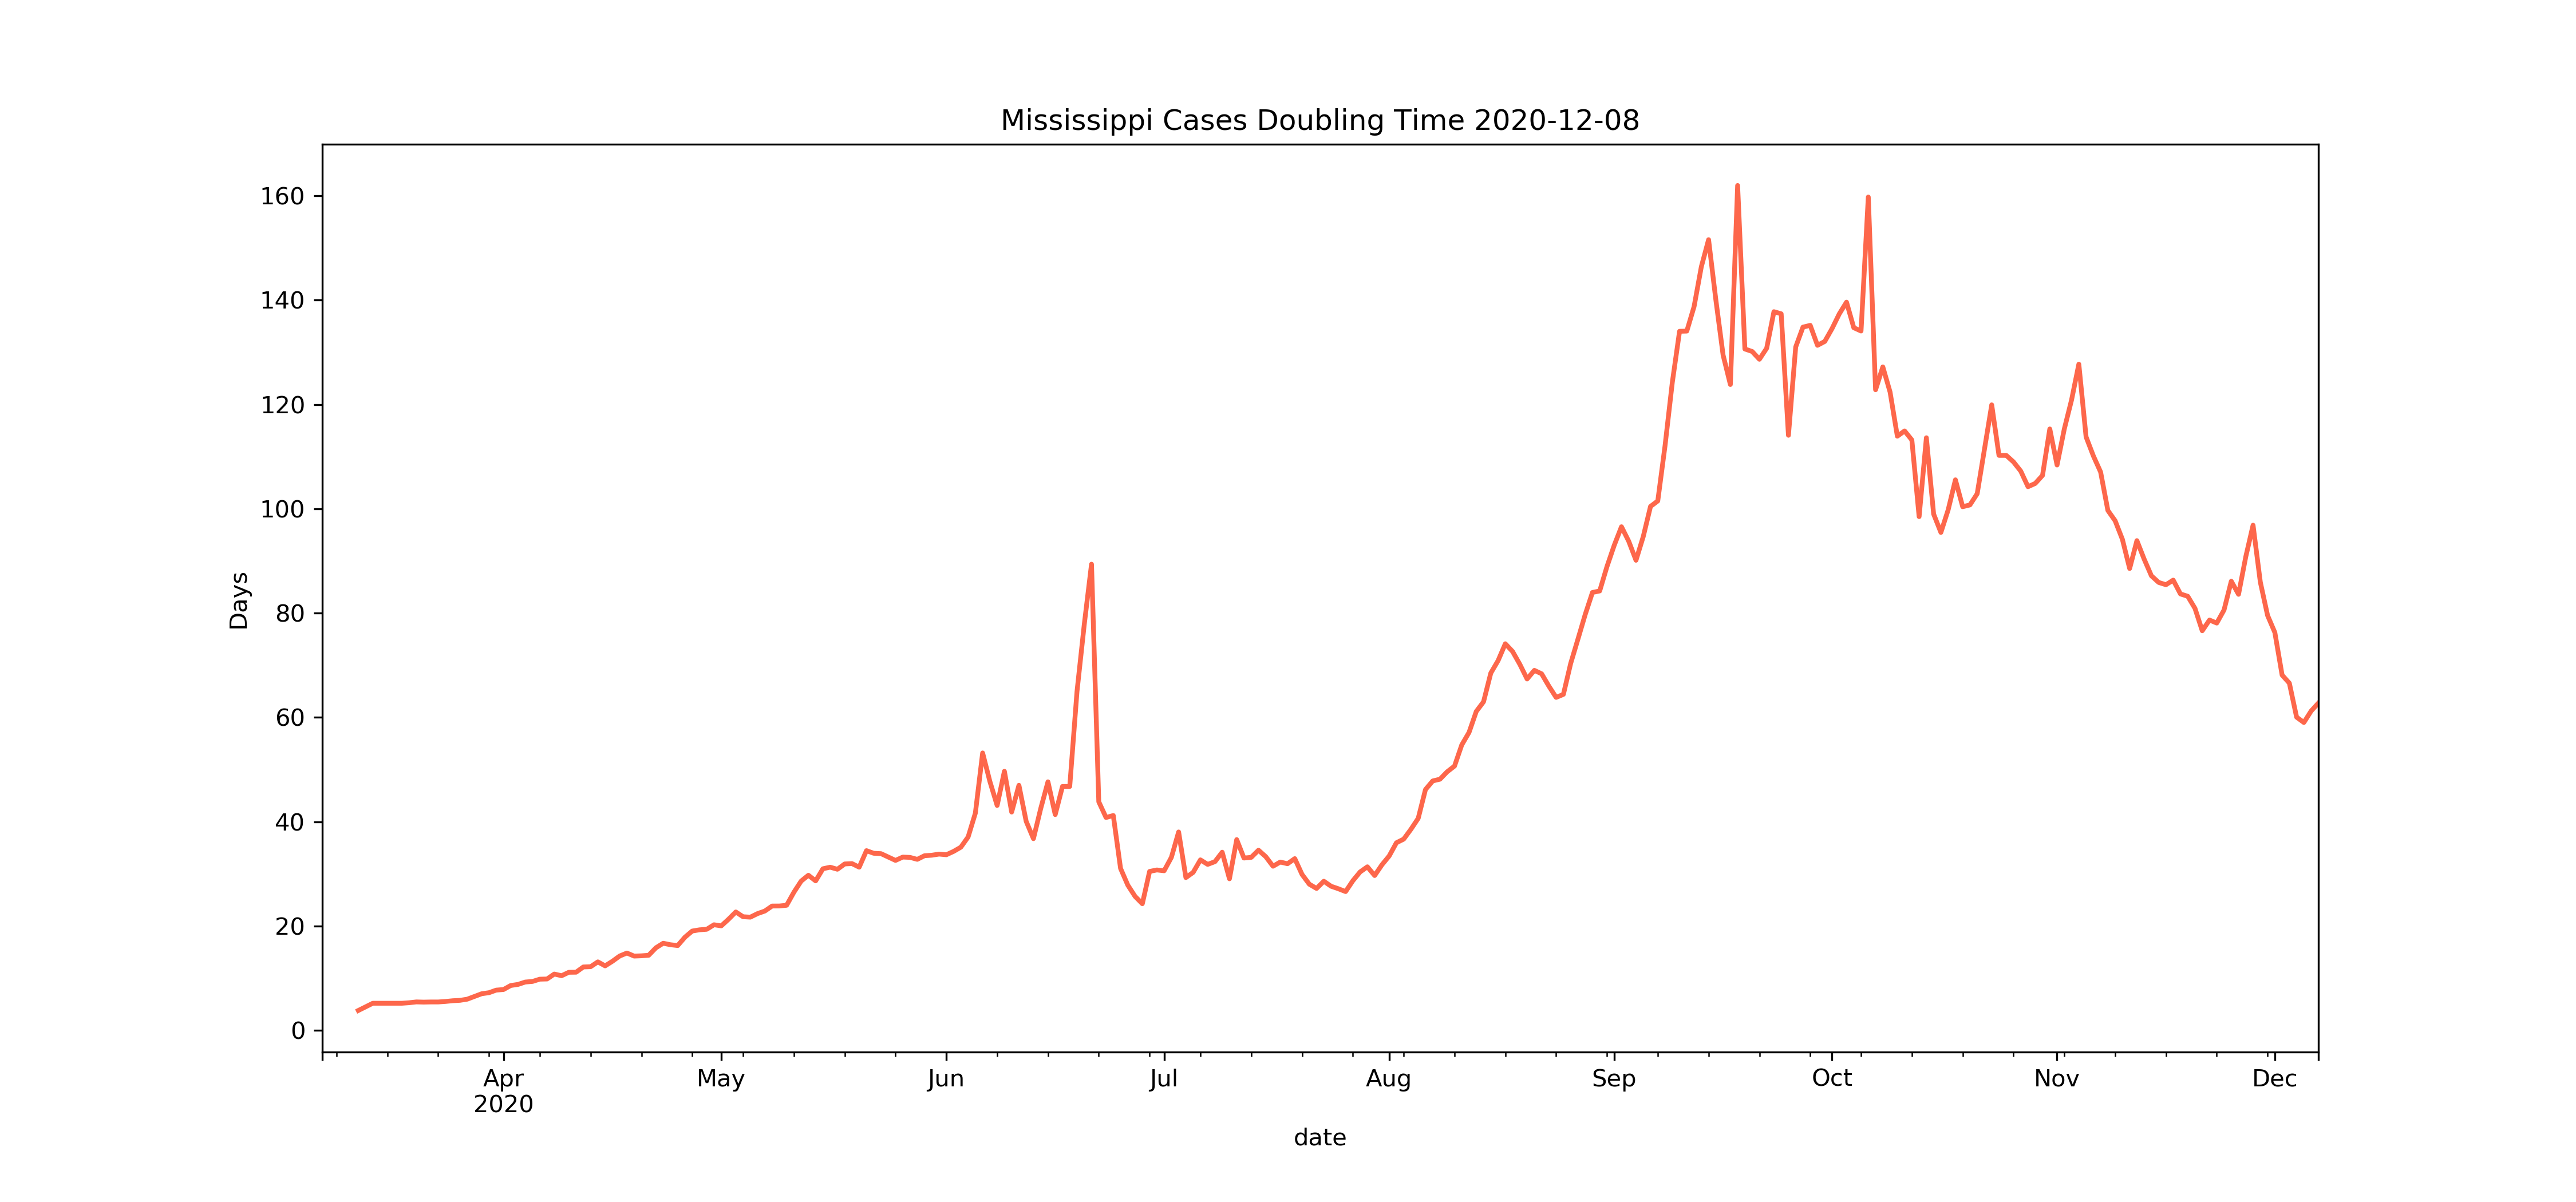 Mississippi Cases Doubling Time 2020-12-08
160
140
120
100
80
60
40
20
0
Days
Apr May Jun Jul Aug Sep Oct Nov Dec
2020
date